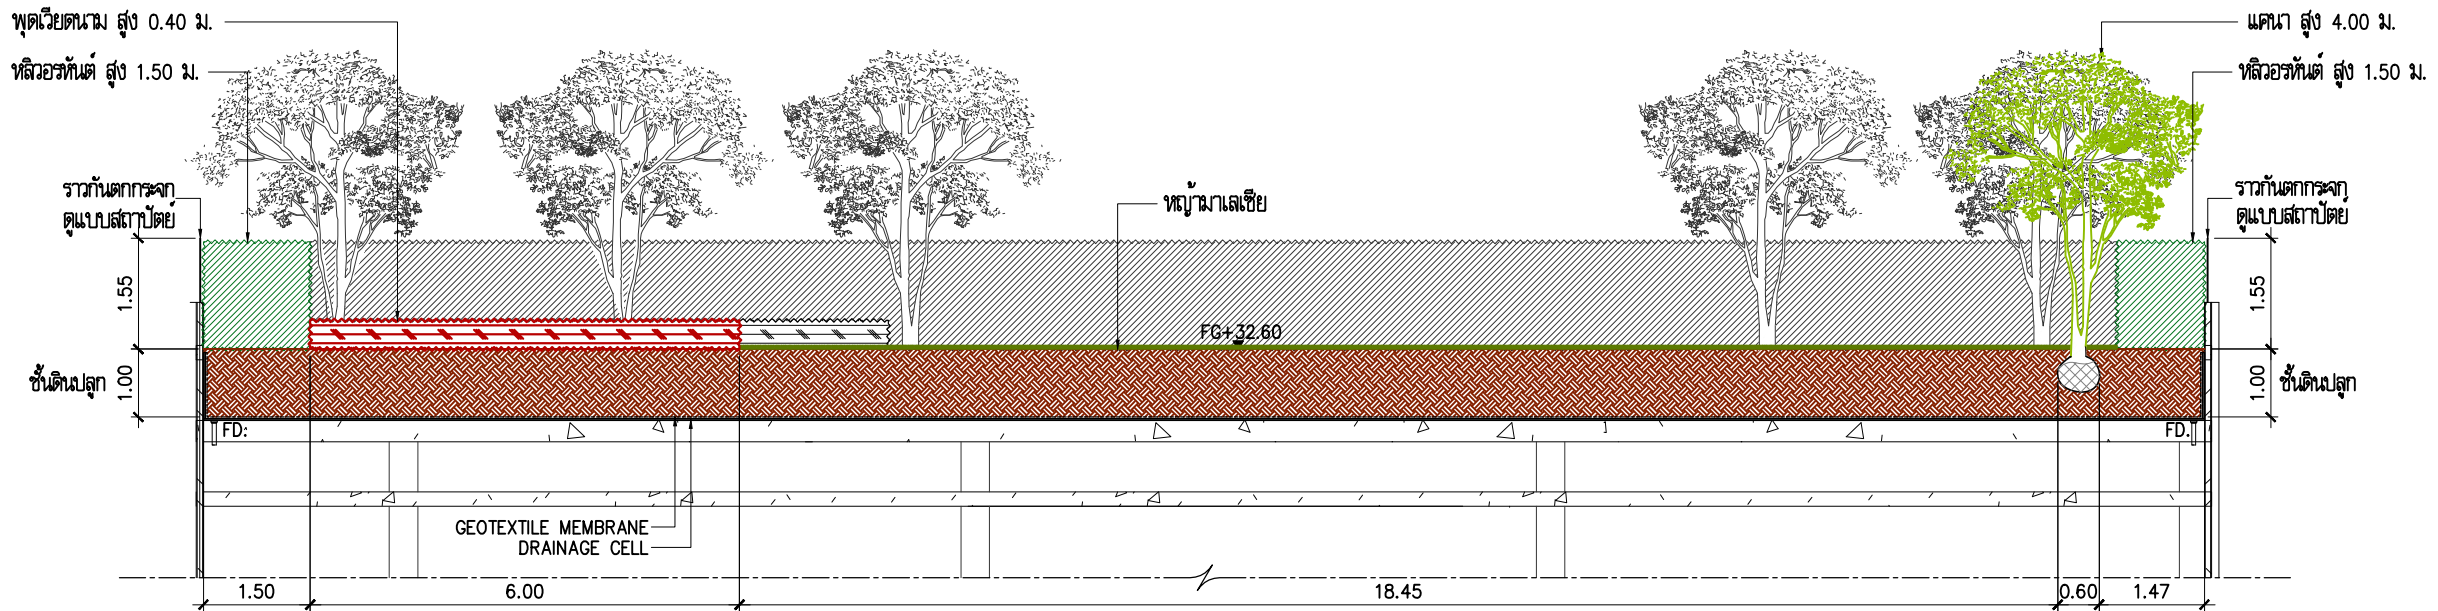 พุดเวียดนาม สูง 0.40 ม.
หลิวอรหันต์ สูง 1.50 ม.
แคนา สูง 4.00 ม.
หลิวอรหันต์ สูง 1.50 ม.
ราวกันตกกระจก
ดูแบบสถาปัตย์
หญ้ามาเลเซีย
ราวกันตกกระจก
ดูแบบสถาปัตย์
1.55
FG+32.60
1.55
ชั้นดินปลูก 1.00
1.00 ชั้นดินปลูก
FD:
FD.
GEOTEXTILE MEMBRANE
DRAINAGE CELL
1.50 6.00 18.45 0.60 1.47